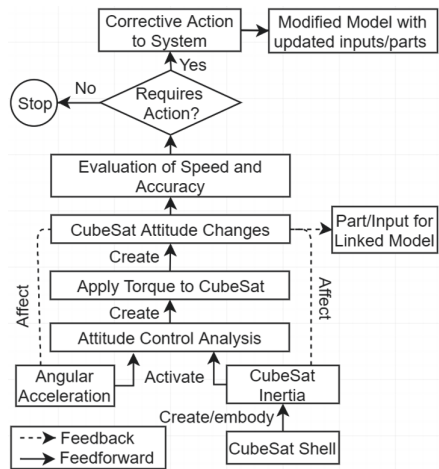 Corrective Action
to System
Modified Model with
updated inputs/parts
Yes
No
Stop
Requires
Action?
Evaluation of Speed and
Accuracy
CubeSat Attitude Changes
Part/Input for
Linked Model
Create
Affect
Affect
Apply Torque to CubeSat
Create
Attitude Control Analysis
Angular
Acceleration
Activate
CubeSat
Inertia
Create/embody
CubeSat Shell
Feedback
Feedforward